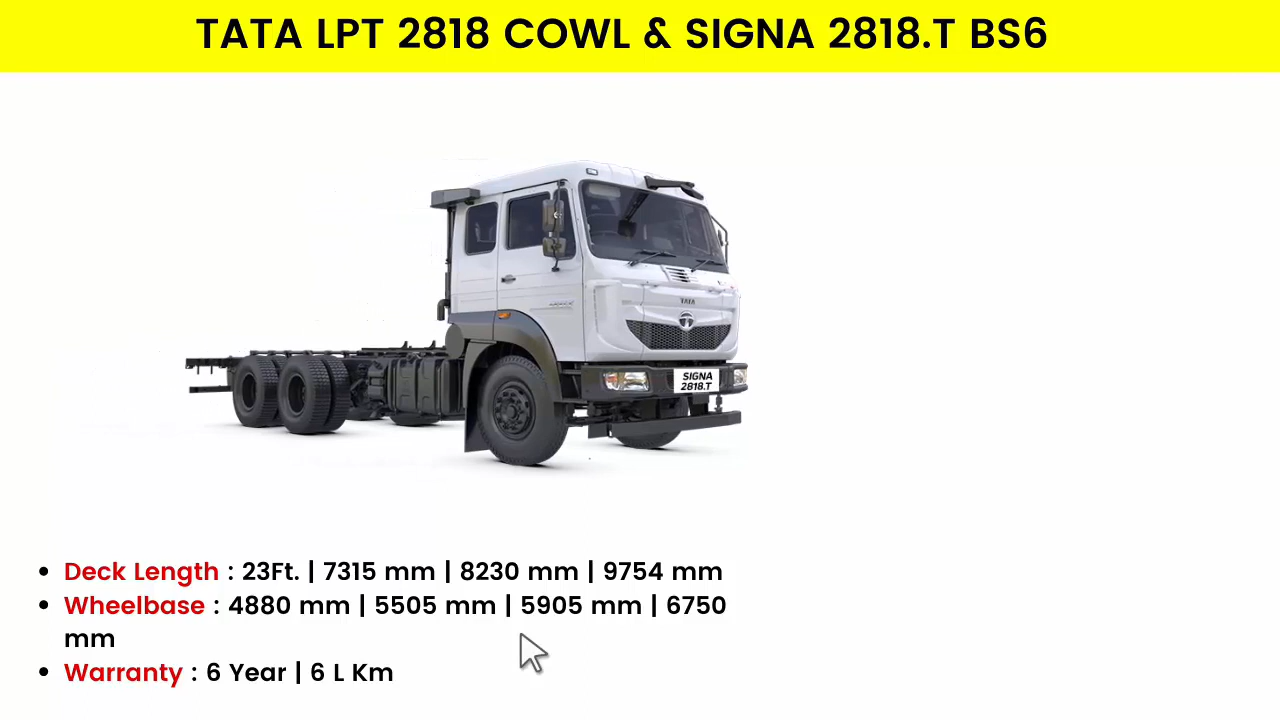 TATA LPT 2818 COWL & SIGNA 2818.T BS6
TATA
SIGNA
2818.T
Deck Length : 23Ft. | 7315 mm | 8230 mm | 9754 mm
Wheelbase : 4880 mm | 5505 mm | 5905 mm | 6750
mm
Warranty : 6 Year | 6 L Km